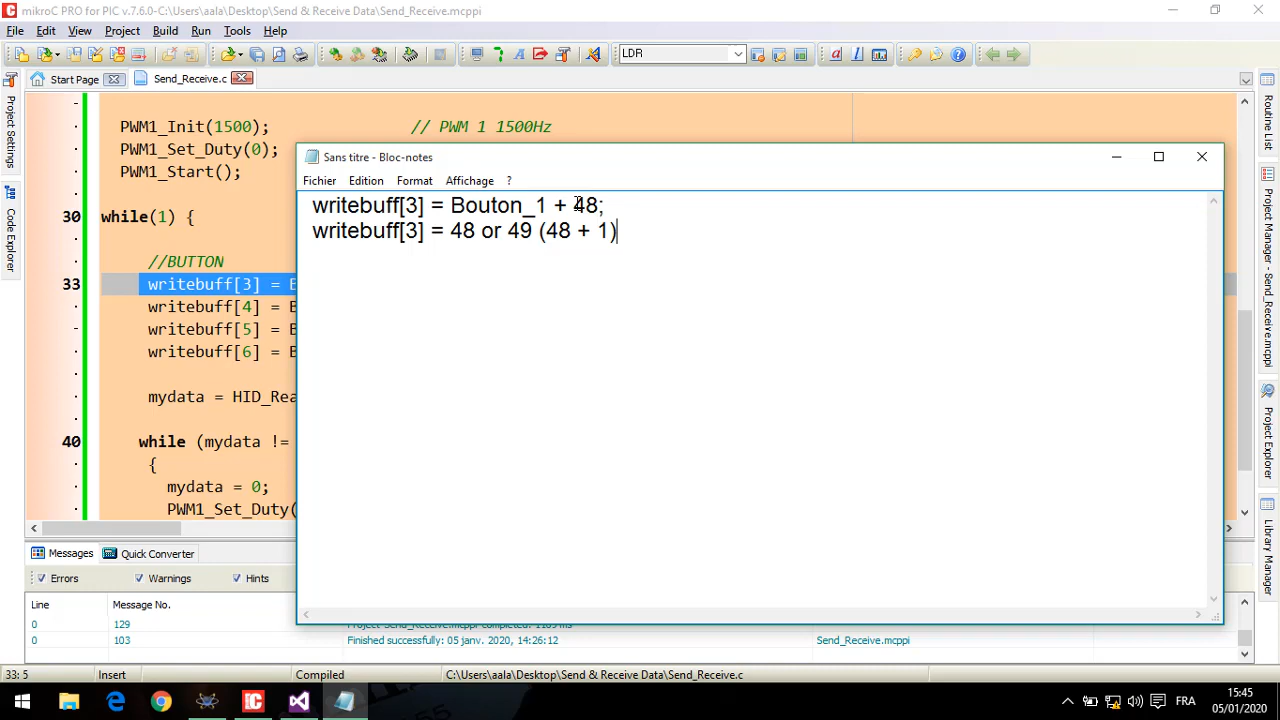 mikroC PRO for PIC v.7.6.0-C:\Users\aala\Desktop\Send & Receive Data\Send_Receive.mcppi
File Edit View Project Build Run Tools Help
LDR
Start Page Send_Receive.c
PWM1_Init(1500); // PWM 1 1500Hz
PWM1_Set_Duty(0);
PWM1_Start();
30 while(1) {
//BUTTON
33 writebuff[3] = B
writebuff[4] = B
writebuff[5] = B
writebuff[6] = B
mydata = HID_Rea
40 while (mydata !=
{
mydata = 0;
PWM1_Set_Duty(
Sans titre - Bloc-notes
Fichier Edition Format Affichage ?
writebuff[3] = Bouton_1 + 48;
writebuff[3] = 48 or 49 (48 + 1)
Project Settings
Code Explorer
Routine List
Project Manager - Send_Receive.mcppi
Project Explorer
Library Manager
Messages Quick Converter
Errors Warnings Hints
Line Message No.
0 129 Project Send_Receive.mcppi completed: 1109 ms
0 103 Finished successfully: 05 janv. 2020, 14:26:12 Send_Receive.mcppi
33: 5 Insert Compiled C:\Users\aala\Desktop\Send & Receive Data\Send_Receive.c
FRA
15:45
05/01/2020